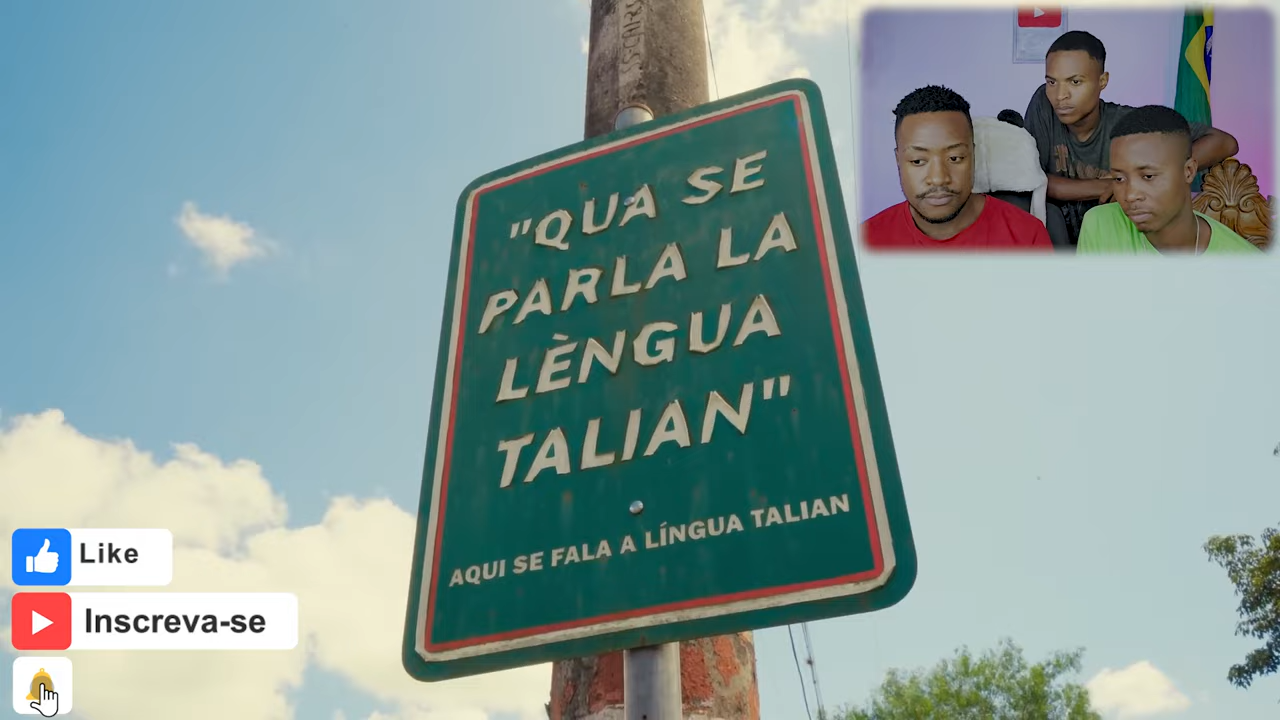 "QUA SE
PARLA LA
LÈNGUA
TALIAN"
AQUI SE FALA A LÍNGUA TALIAN
Like
Inscreva-se